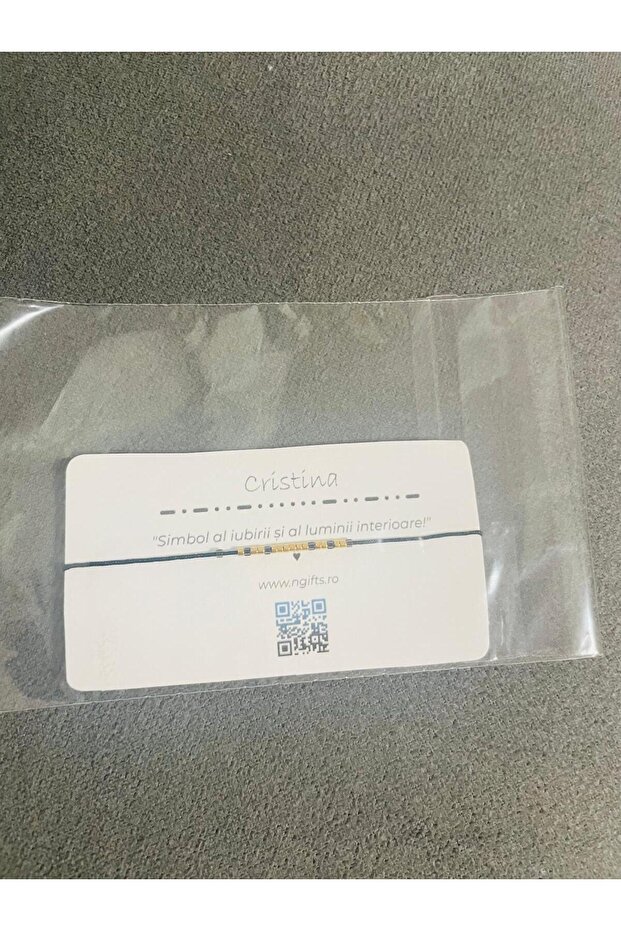 Cristina
"Simbol al iubirii și al luminii interioare!"
www.ngifts.ro